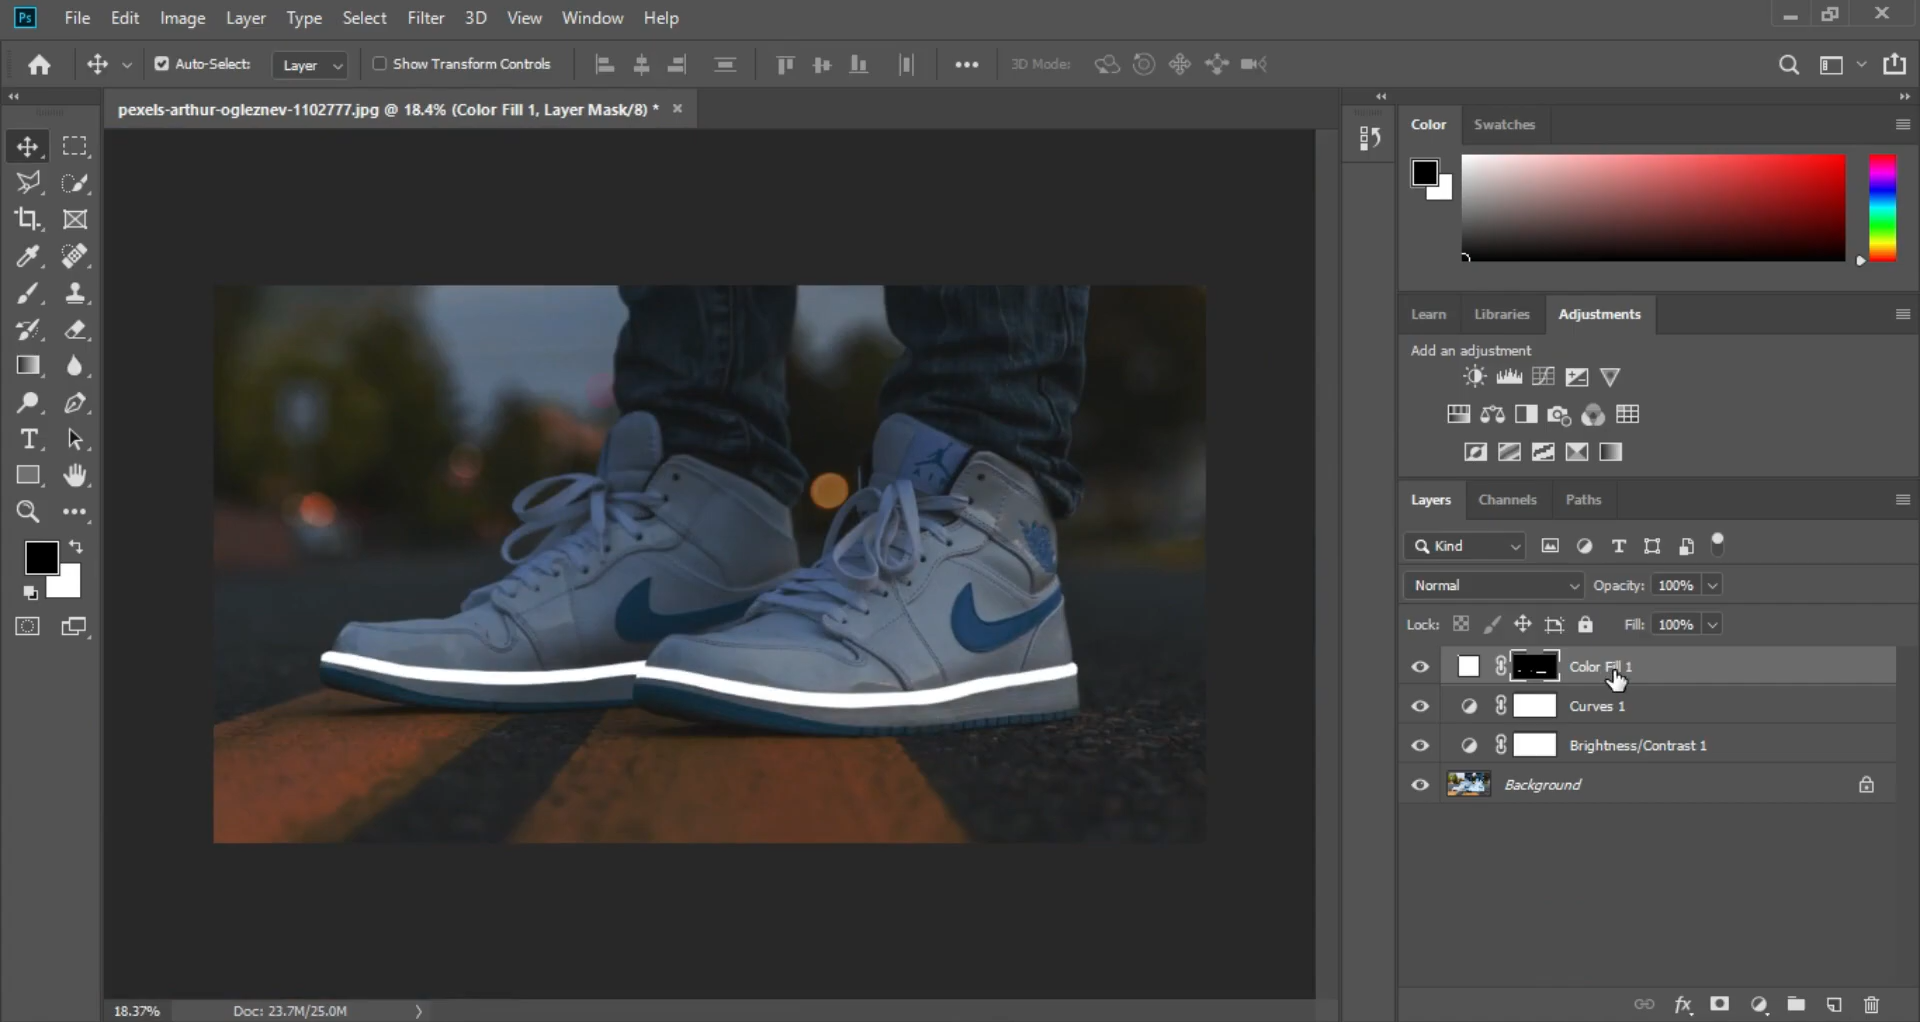 Ps File Edit Image Layer Type Select Filter 3D View Window Help
Auto-Select: Layer Show Transform Controls 3D Mode:
pexels-arthur-ogleznev-1102777.jpg @ 18.4% (Color Fill 1, Layer Mask/8) *
Color Swatches
Learn Libraries Adjustments
Add an adjustment
Layers Channels Paths
Kind
Normal Opacity: 100%
Lock: Fill: 100%
Color Fill 1
Curves 1
Brightness/Contrast 1
Background
18.37% Doc: 23.7M/25.0M